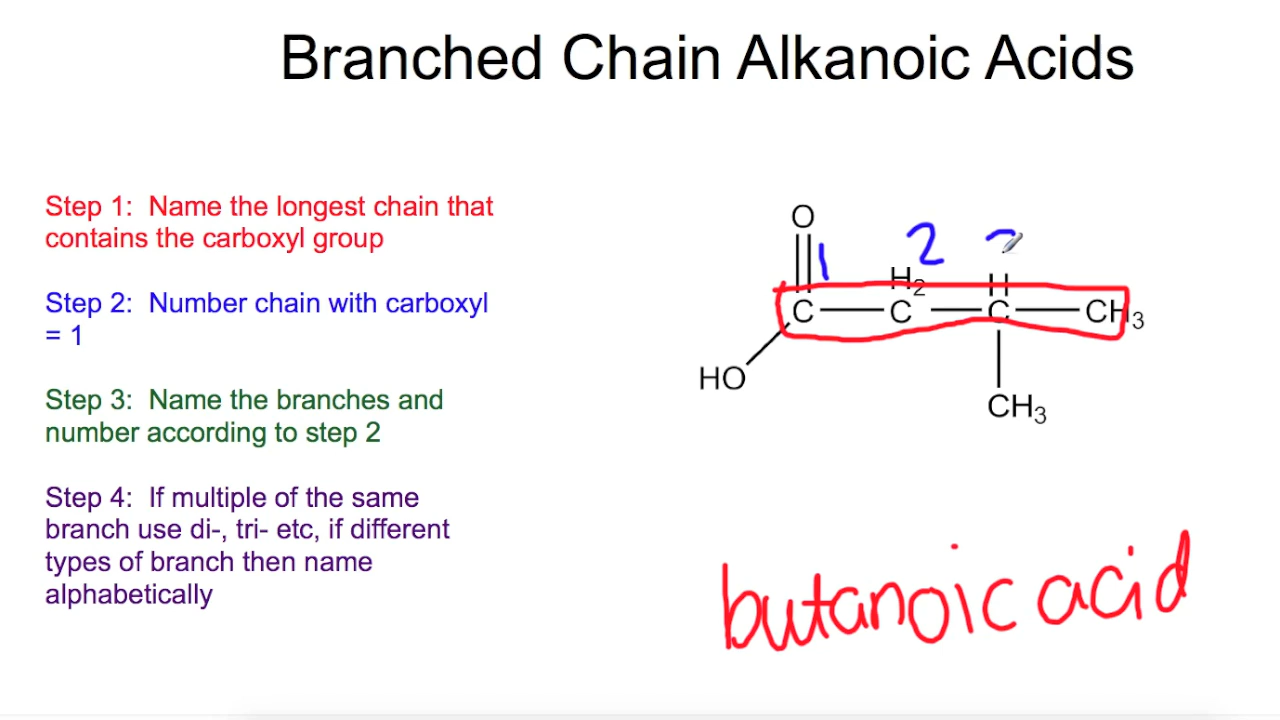 Branched Chain Alkanoic Acids
Step 1: Name the longest chain that
contains the carboxyl group
Step 2: Number chain with carboxyl
= 1
Step 3: Name the branches and
number according to step 2
Step 4: If multiple of the same
branch use di-, tri- etc, if different
types of branch then name
alphabetically
O
1 2
H₂ H
C C C CH₃
HO
CH₃
butanoic acid